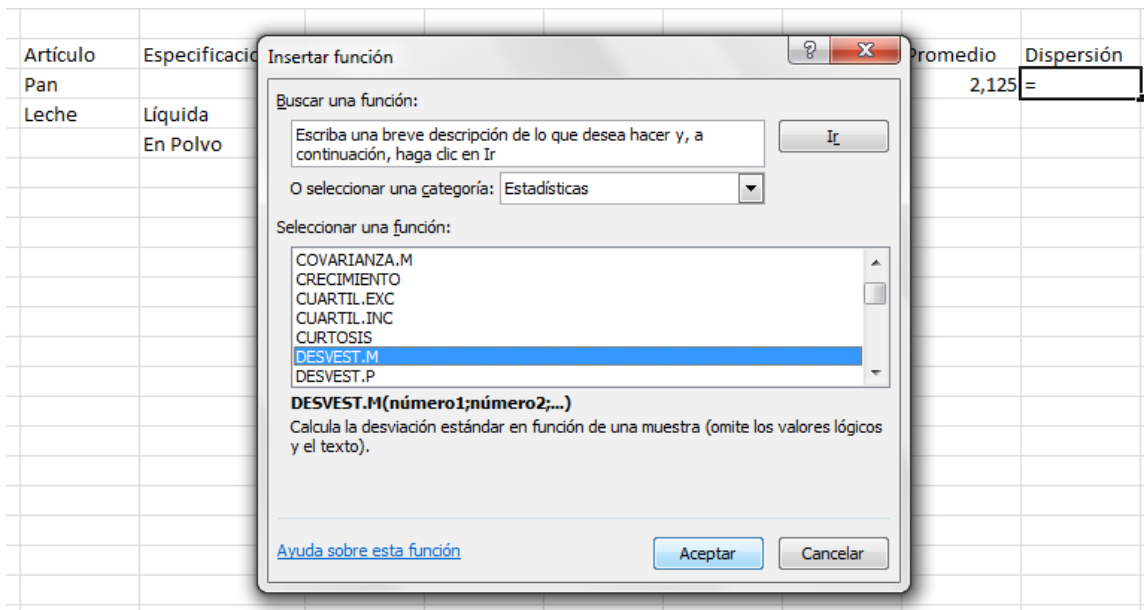 Artículo Especificacio Promedio Dispersión
Pan 2,125 =
Leche Líquida
En Polvo
Insertar función
Buscar una función:
Escriba una breve descripción de lo que desea hacer y, a
continuación, haga clic en Ir
Ir
O seleccionar una categoría: Estadísticas
Seleccionar una función:
COVARIANZA.M
CRECIMIENTO
CUARTIL.EXC
CUARTIL.INC
CURTOSIS
DESVEST.M
DESVEST.P
DESVEST.M(número1;número2;...)
Calcula la desviación estándar en función de una muestra (omite los valores lógicos
y el texto).
Ayuda sobre esta función
Aceptar Cancelar